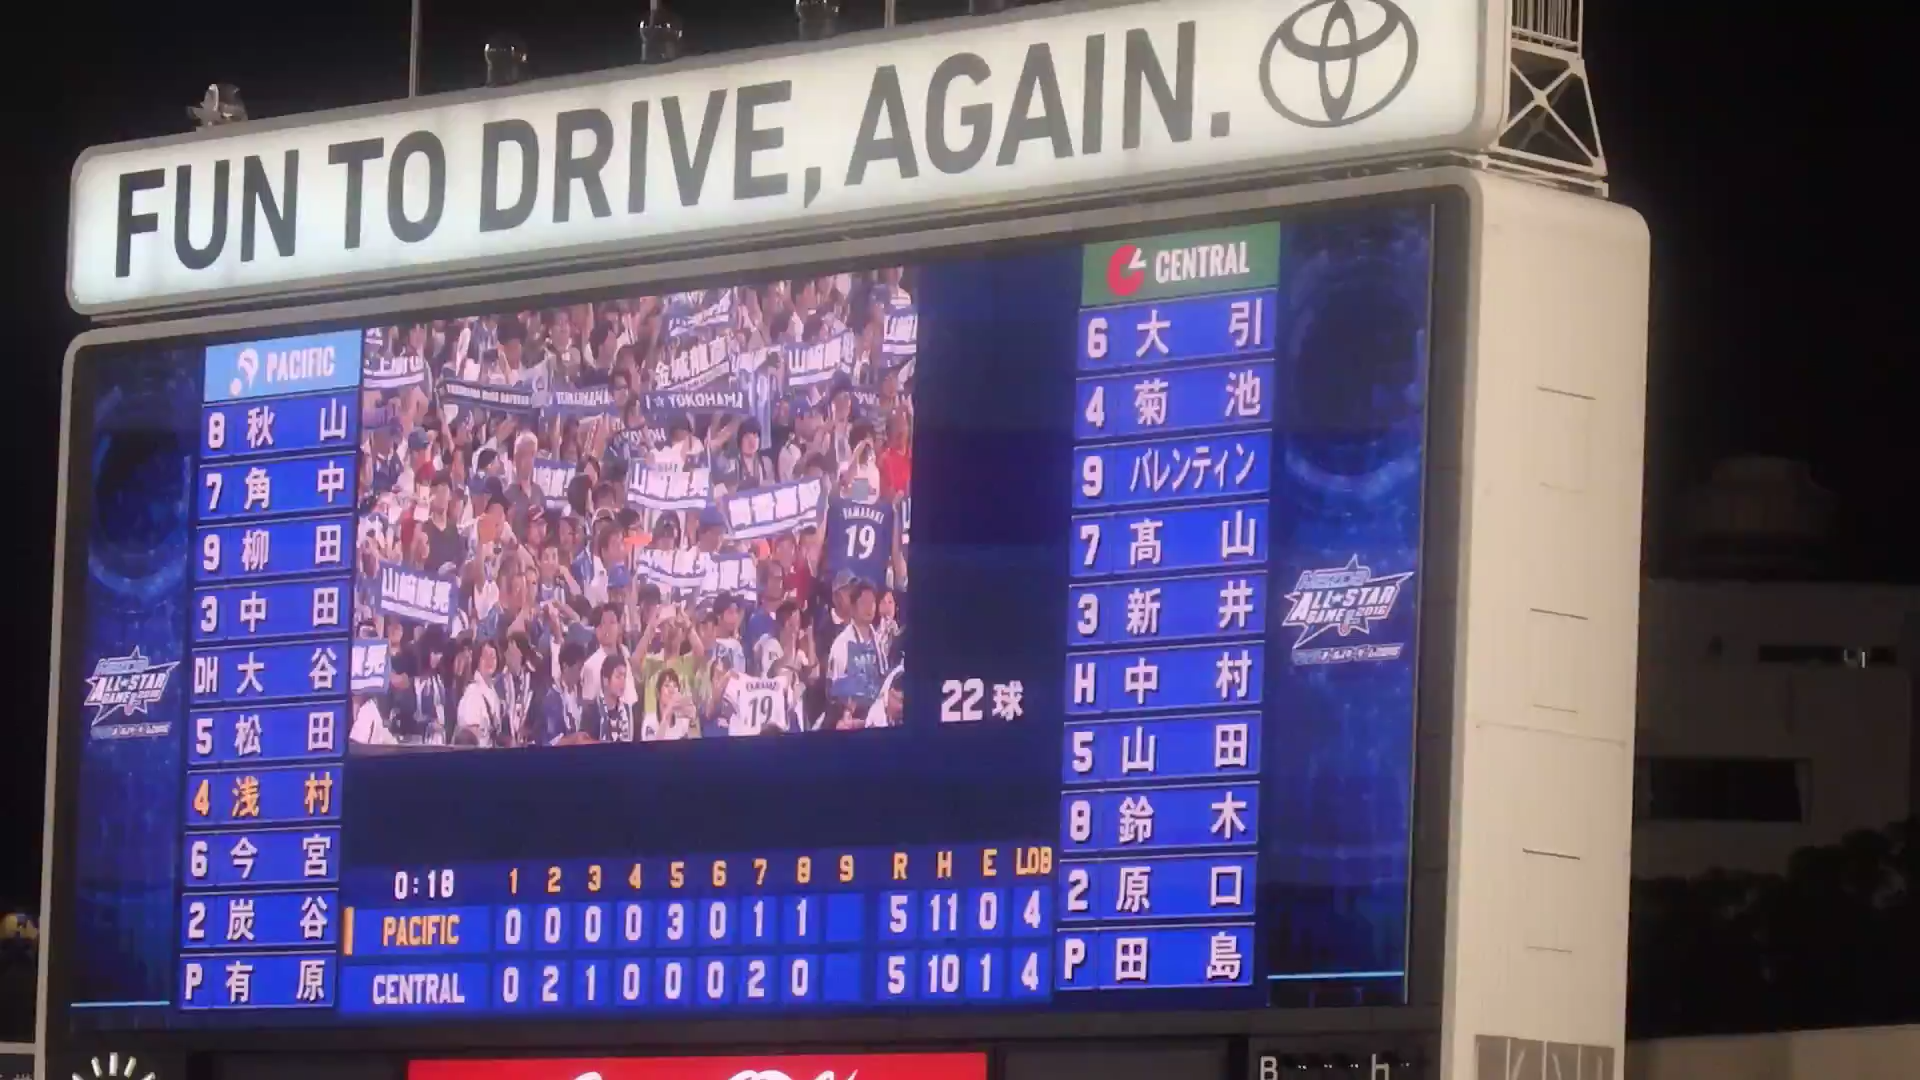 FUN TO DRIVE, AGAIN.
PACIFIC
8 秋山
7 角中
9 柳田
3 中田
DH 大谷
5 松田
4 浅村
6 今宮
2 炭谷
P 有原
I ☆ YOKOHAMA
YAMASAKI
19
19
22球
CENTRAL
6 大引
4 菊池
9 バレンティン
7 髙山
3 新井
H 中村
5 山田
8 鈴木
2 原口
P 田島
ALL★STAR
GAME 2016
ALL★STAR
GAME 2016
0:18 1 2 3 4 5 6 7 8 9 R H E LOB
PACIFIC 0 0 0 0 3 0 1 1 5 11 0 4
CENTRAL 0 2 1 0 0 0 2 0 5 10 1 4